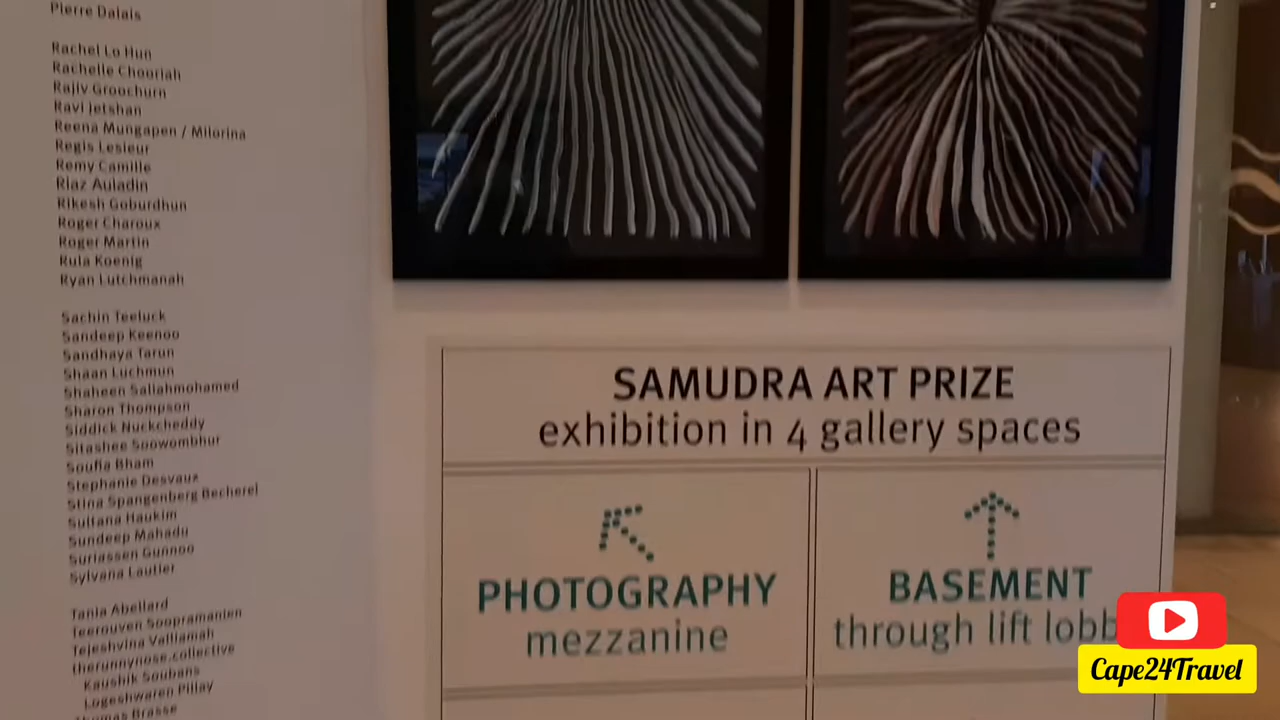 Pierre Dalais
Rachel Lo Hun
Rachelle Chooriah
Rajiv Groochurn
Ravi Jetshan
Reena Mungapen / Milorina
Regis Lesieur
Remy Camille
Riaz Auladin
Rikesh Goburdhun
Roger Charoux
Roger Martin
Rula Koenig
Ryan Lutchmanah
Sachin Teeluck
Sandeep Keenoo
Sandhaya Tarun
Shaan Luchmun
Shaheen Sallahmohamed
Sharon Thompson
Siddick Nuckcheddy
Sitashee Soowombhur
Soufia Bham
Stephanie Desvaux
Stina Spangenberg Becherel
Sultana Haukim
Sundeep Mahadu
Suriassen Gunnoo
Sylvana Lautier
Tania Abellard
Teerouven Soopramanien
Tejeshvina Valliamah
therunnynose.collective
Kaushik Soubans
Logeshwaren Pillay
Thomas Brasse
SAMUDRA ART PRIZE
exhibition in 4 gallery spaces
PHOTOGRAPHY
mezzanine
BASEMENT
through lift lobb
Cape24Travel